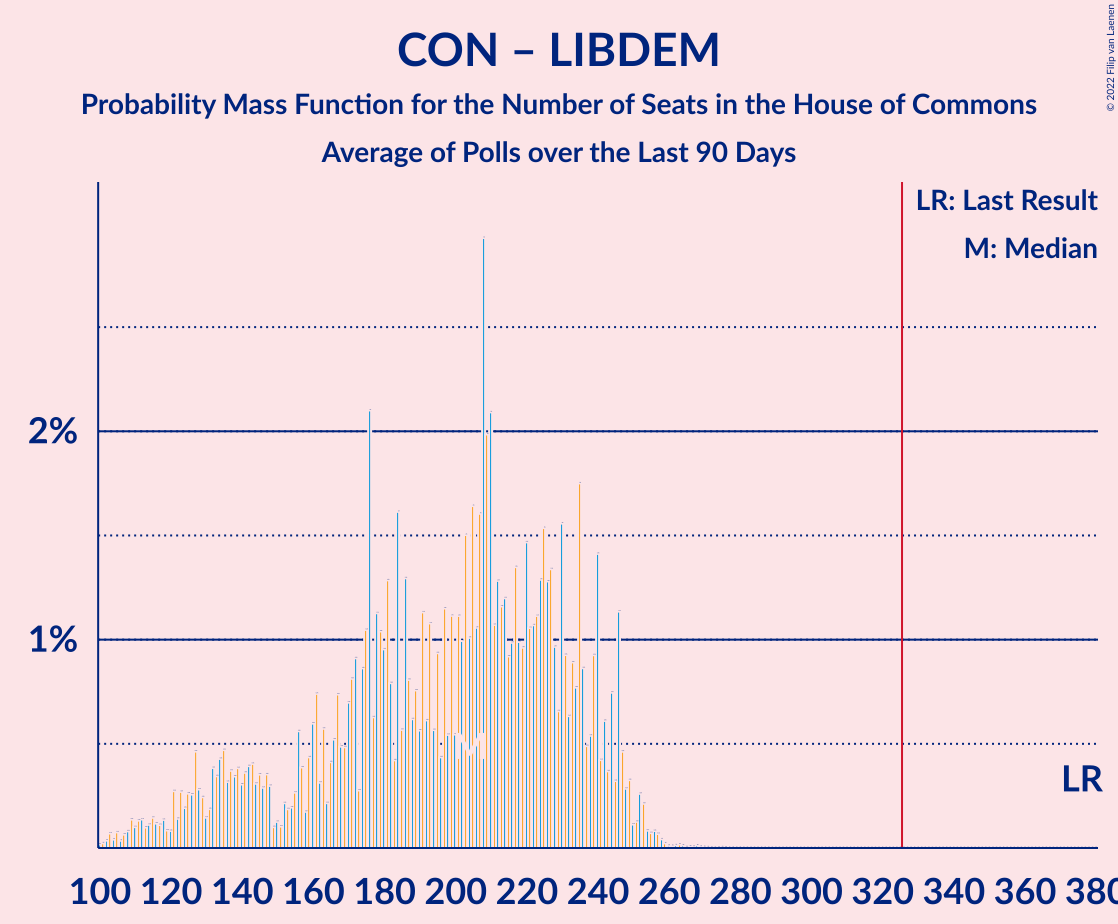 CON – LIBDEM
Probability Mass Function for the Number of Seats in the House of Commons
Average of Polls over the Last 90 Days
© 2022 Filip van Laenen
LR: Last Result
M: Median
2%
1%
M
LR
100 120 140 160 180 200 220 240 260 280 300 320 340 360 380